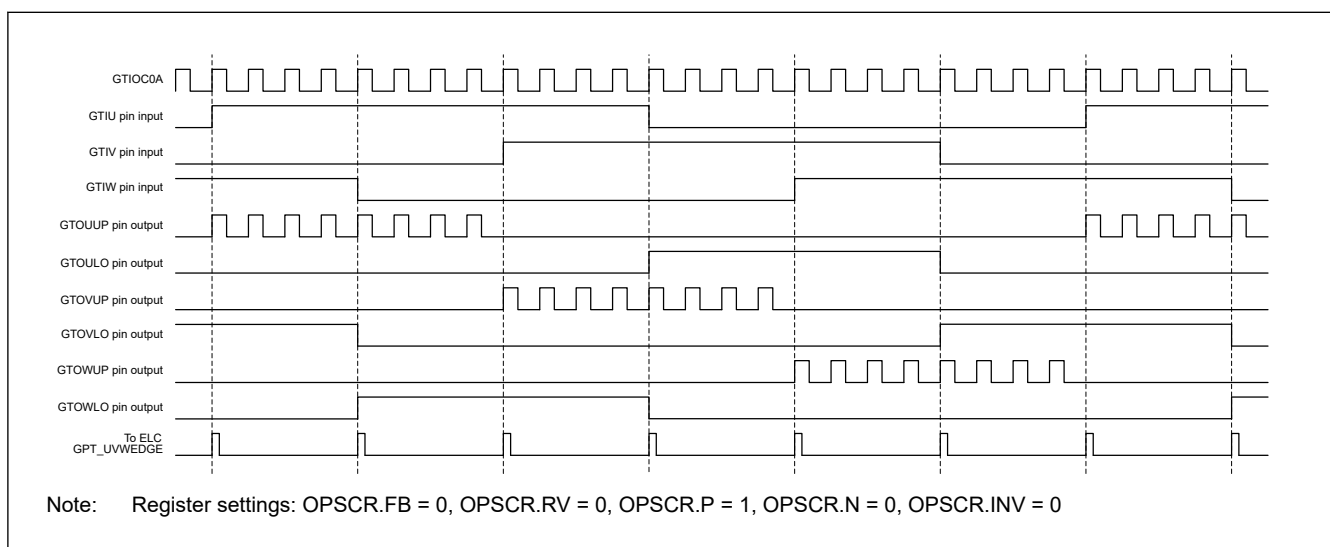 GTIOC0A
GTIU pin input
GTIV pin input
GTIW pin input
GTOUUP pin output
GTOULO pin output
GTOVUP pin output
GTOVLO pin output
GTOWUP pin output
GTOWLO pin output
To ELC
GPT_UVWEDGE
Note: Register settings: OPSCR.FB = 0, OPSCR.RV = 0, OPSCR.P = 1, OPSCR.N = 0, OPSCR.INV = 0